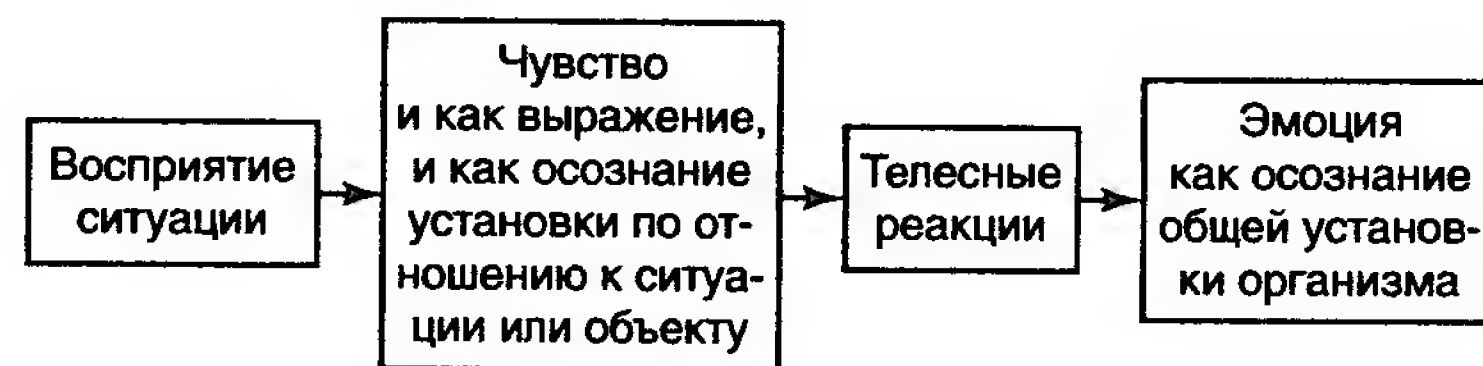 Восприятие
ситуации
Чувство
и как выражение,
и как осознание
установки по от-
ношению к ситуа-
ции или объекту
Телесные
реакции
Эмоция
как осознание
общей установ-
ки организма